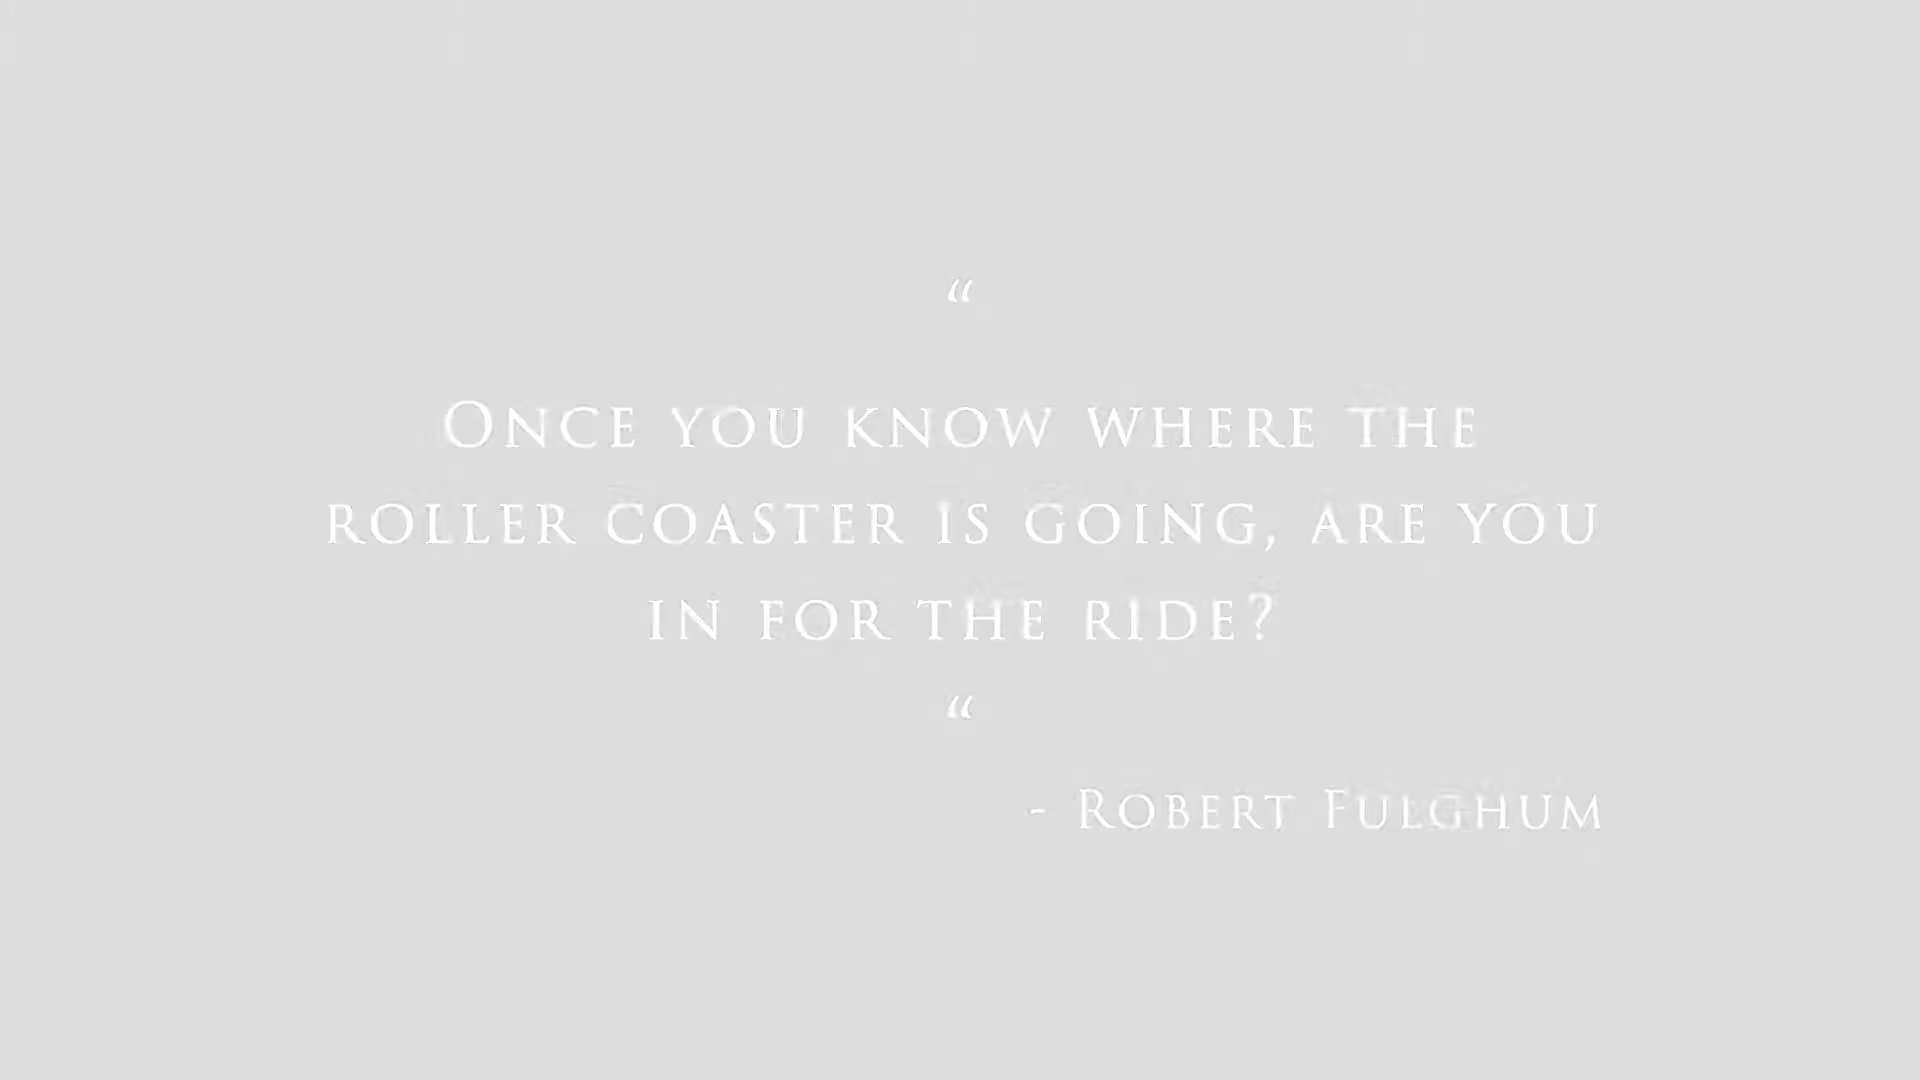 “
Once you know where the
roller coaster is going, are you
in for the ride?
“
- Robert Fulghum